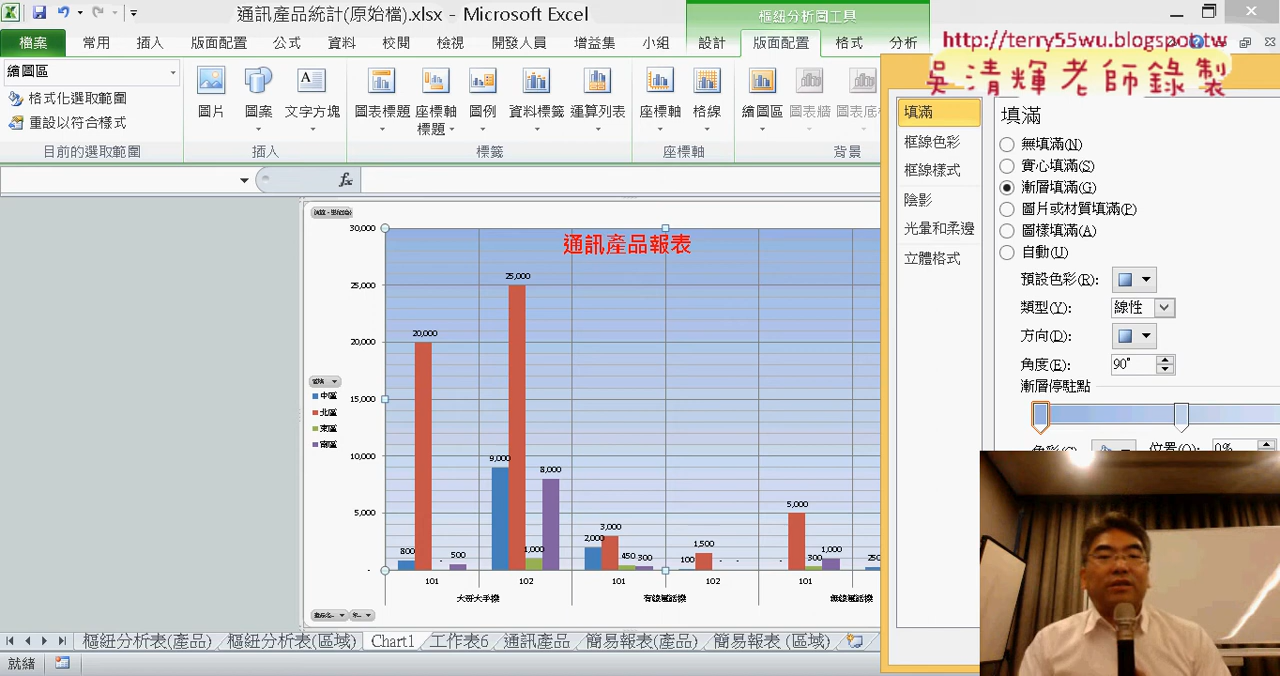 通訊產品統計(原始檔).xlsx - Microsoft Excel
樞紐分析圖工具
檔案 常用 插入 版面配置 公式 資料 校閱 檢視 開發人員 增益集 小組 設計 版面配置 格式 分析
http://terry55wu.blogspot.tw
吳清輝老師錄製
繪圖區
格式化選取範圍
重設以符合樣式
目前的選取範圍
圖片 圖案 文字方塊
插入
圖表標題 座標軸標題 圖例 資料標籤 運算列表
標籤
座標軸 格線
座標軸
繪圖區 圖表牆 圖表底
背景
fx
填滿
框線色彩
框線樣式
陰影
光暈和柔邊
立體格式
填滿
無填滿(N)
實心填滿(S)
漸層填滿(G)
圖片或材質填滿(P)
圖樣填滿(A)
自動(U)
預設色彩(R):
類型(Y): 線性
方向(D):
角度(E): 90°
漸層停駐點
色彩(C) 位置(O): 0%
通訊產品報表
30,000
25,000
20,000
15,000
10,000
5,000
-
中區
北區
東區
南區
800 20,000 - 500
9,000 25,000 1,000 8,000
2,000 3,000 450 300
100 1,500 - -
- 5,000 300 1,000
250
101 102 101 102 101
大哥大手機 有線電話機 無線電話機
樞紐分析表(產品) 樞紐分析表(區域) Chart1 工作表6 通訊產品 簡易報表(產品) 簡易報表 (區域)
就緒